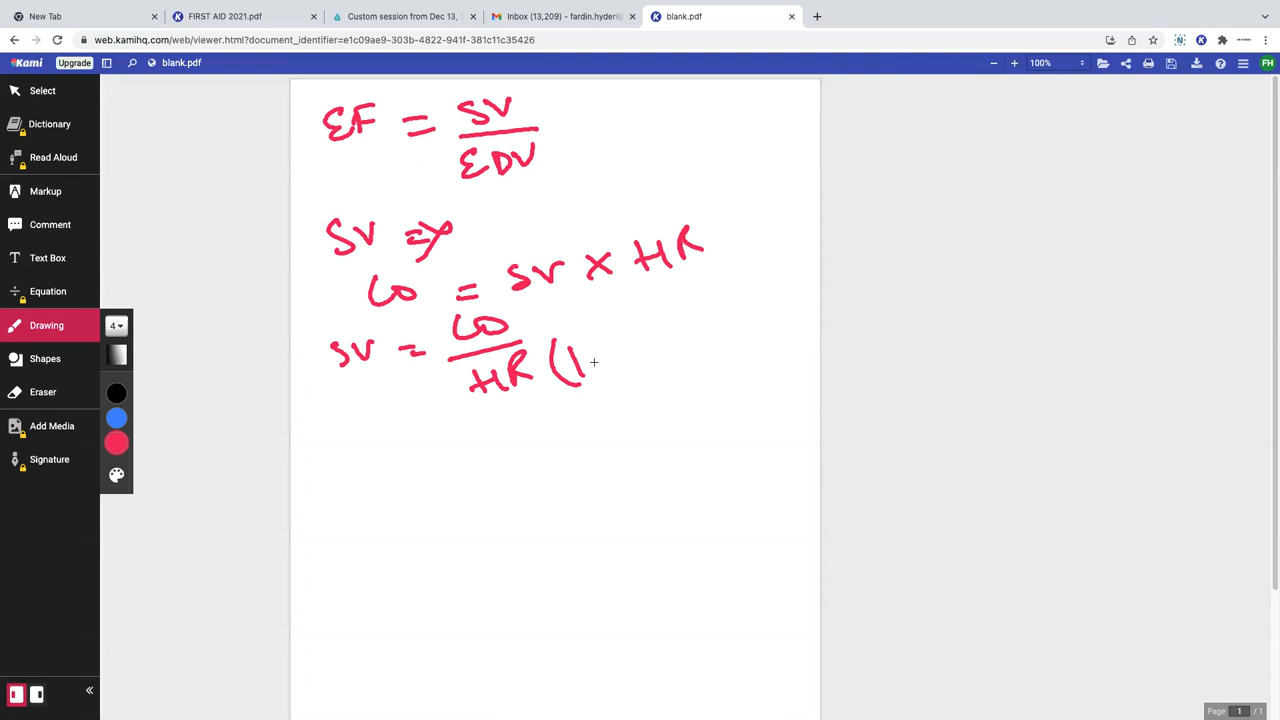 New Tab
FIRST AID 2021.pdf
Custom session from Dec 13,
Inbox (13,209) - fardin.hyderi@
blank.pdf
web.kamihq.com/web/viewer.html?document_identifier=e1c09ae9-303b-4822-941f-381c11c35426
Kami
Upgrade
blank.pdf
100%
FH
Select
Dictionary
Read Aloud
Markup
Comment
Text Box
Equation
Drawing
4
Shapes
Eraser
Add Media
Signature
EF = SV
EDV
SV =>
CO = SV x HR
SV = CO
HR (1
Page 1 / 1